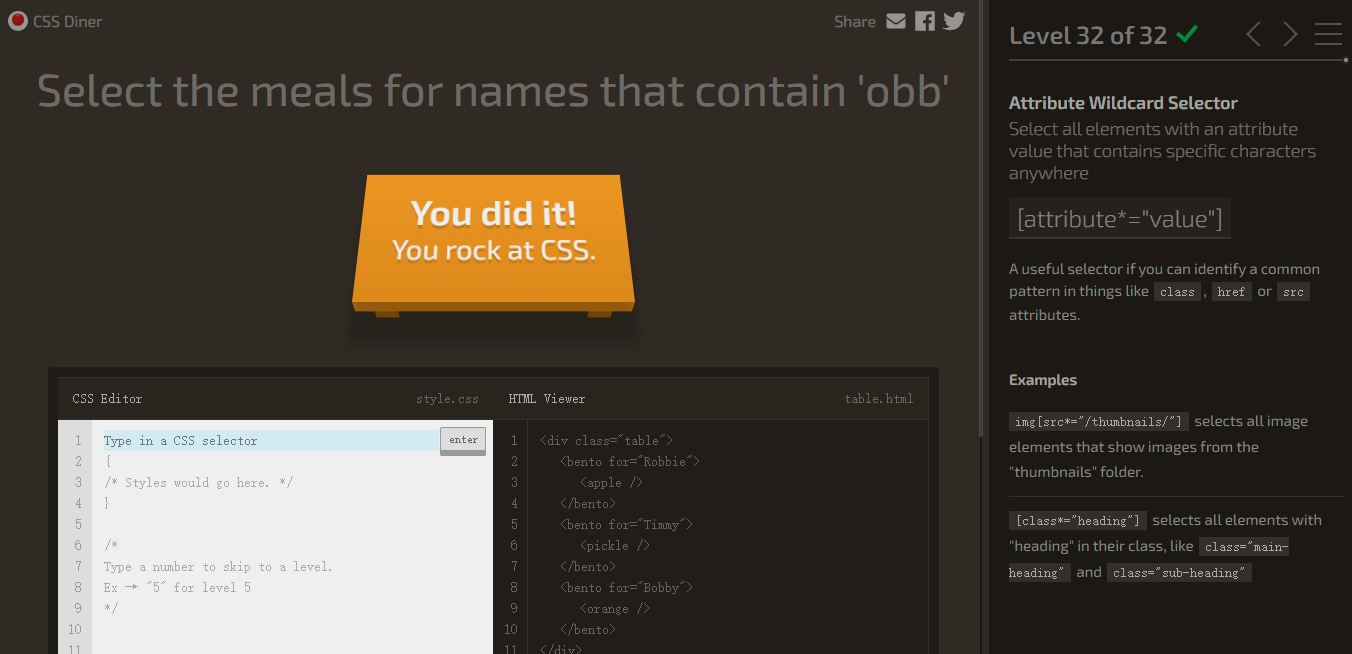 CSS Diner
Share
Select the meals for names that contain 'obb'
You did it!
You rock at CSS.
CSS Editor
style.css
1 Type in a CSS selector
enter
2 {
3 /* Styles would go here. */
4 }
5
6 /*
7 Type a number to skip to a level.
8 Ex → "5" for level 5
9 */
10
11
HTML Viewer
table.html
1 <div class="table">
2 <bento for="Robbie">
3 <apple />
4 </bento>
5 <bento for="Timmy">
6 <pickle />
7 </bento>
8 <bento for="Bobby">
9 <orange />
10 </bento>
11 </div>
Level 32 of 32
Attribute Wildcard Selector
Select all elements with an attribute
value that contains specific characters
anywhere
[attribute*="value"]
A useful selector if you can identify a common
pattern in things like class , href or src
attributes.
Examples
img[src*="/thumbnails/"] selects all image
elements that show images from the
"thumbnails" folder.
[class*="heading"] selects all elements with
"heading" in their class, like class="main-
heading" and class="sub-heading"